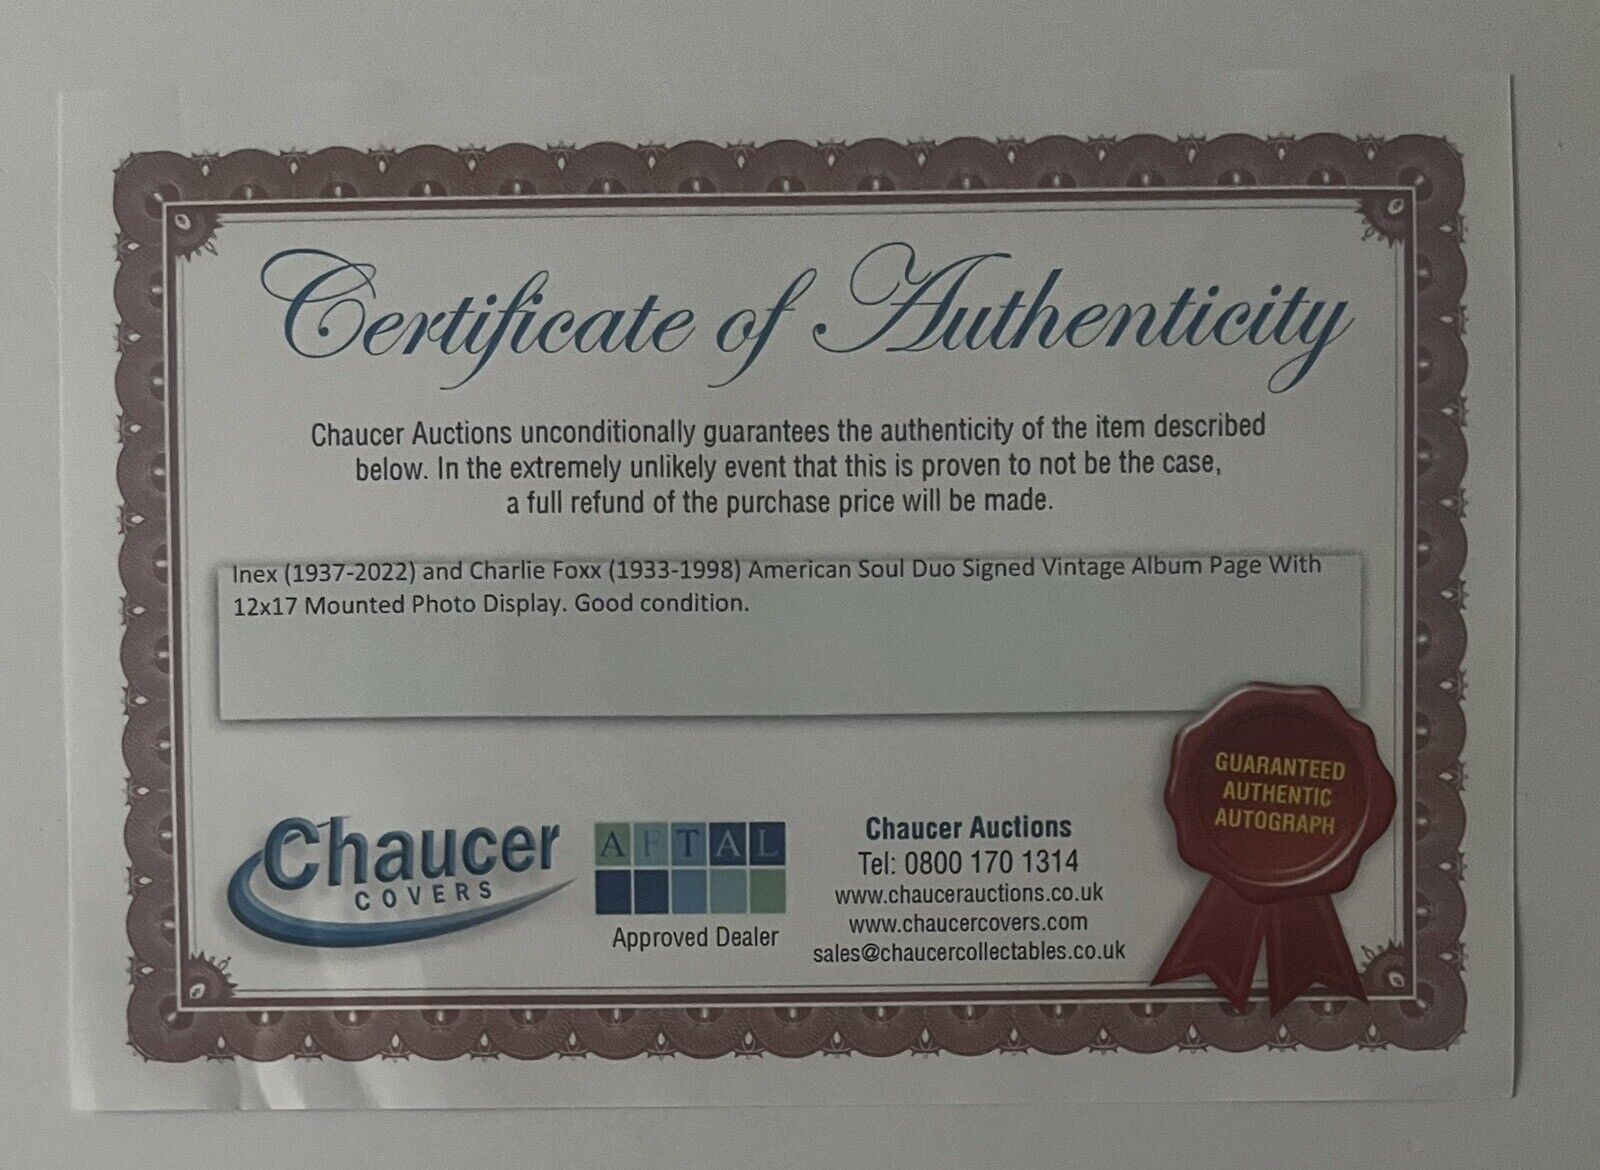 Certificate of Authenticity
Chaucer Auctions unconditionally guarantees the authenticity of the item described
below. In the extremely unlikely event that this is proven to not be the case,
a full refund of the purchase price will be made.
Inex (1937-2022) and Charlie Foxx (1933-1998) American Soul Duo Signed Vintage Album Page With
12x17 Mounted Photo Display. Good condition.
GUARANTEED
AUTHENTIC
AUTOGRAPH
Chaucer
COVERS
AFTAL
Approved Dealer
Chaucer Auctions
Tel: 0800 170 1314
www.chaucerauctions.co.uk
www.chaucercovers.com
sales@chaucercollectables.co.uk